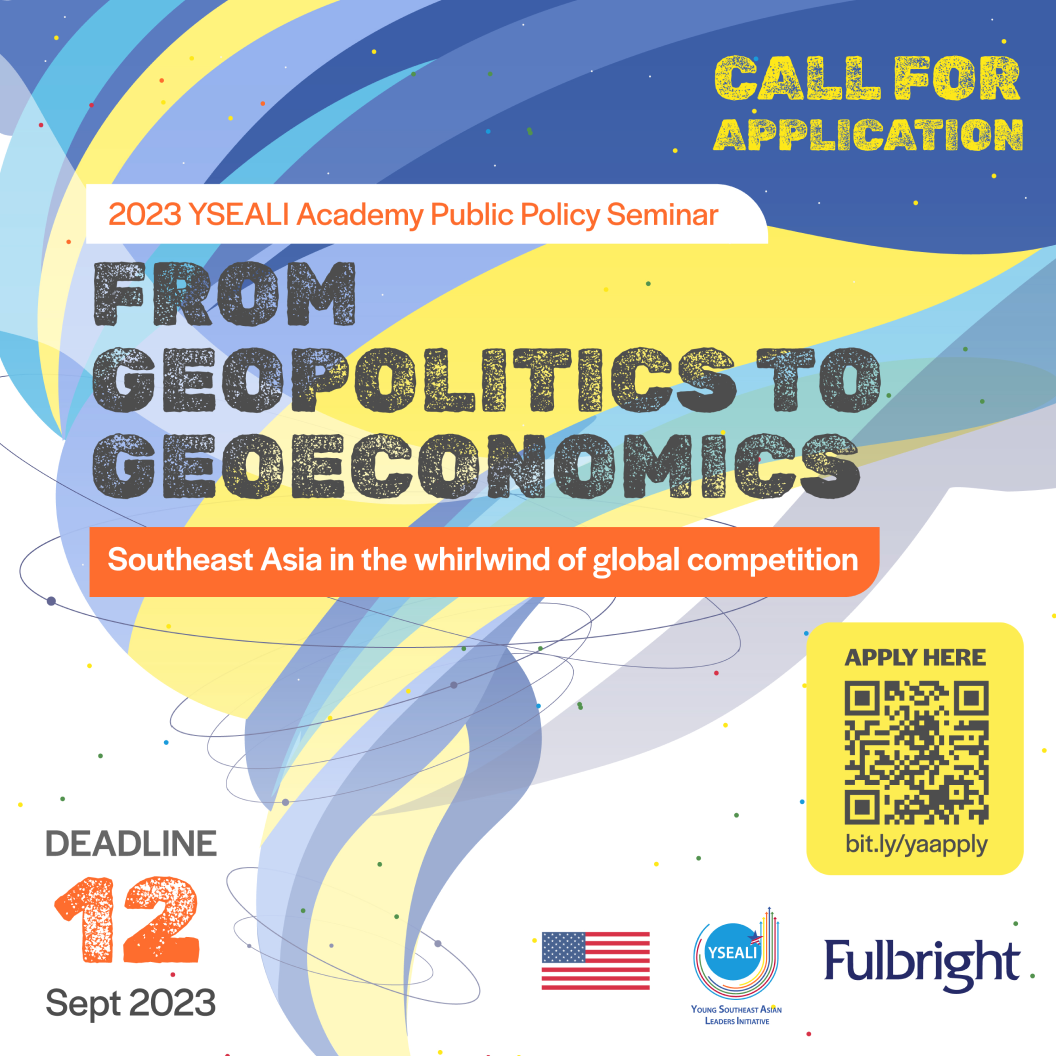 CALL FOR
APPLICATION
2023 YSEALI Academy Public Policy Seminar
FROM
GEOPOLITICS TO
GEOECONOMICS
Southeast Asia in the whirlwind of global competition
APPLY HERE
bit.ly/yaapply
DEADLINE
12
Sept 2023
YSEALI
YOUNG SOUTHEAST ASIAN
LEADERS INITIATIVE
Fulbright